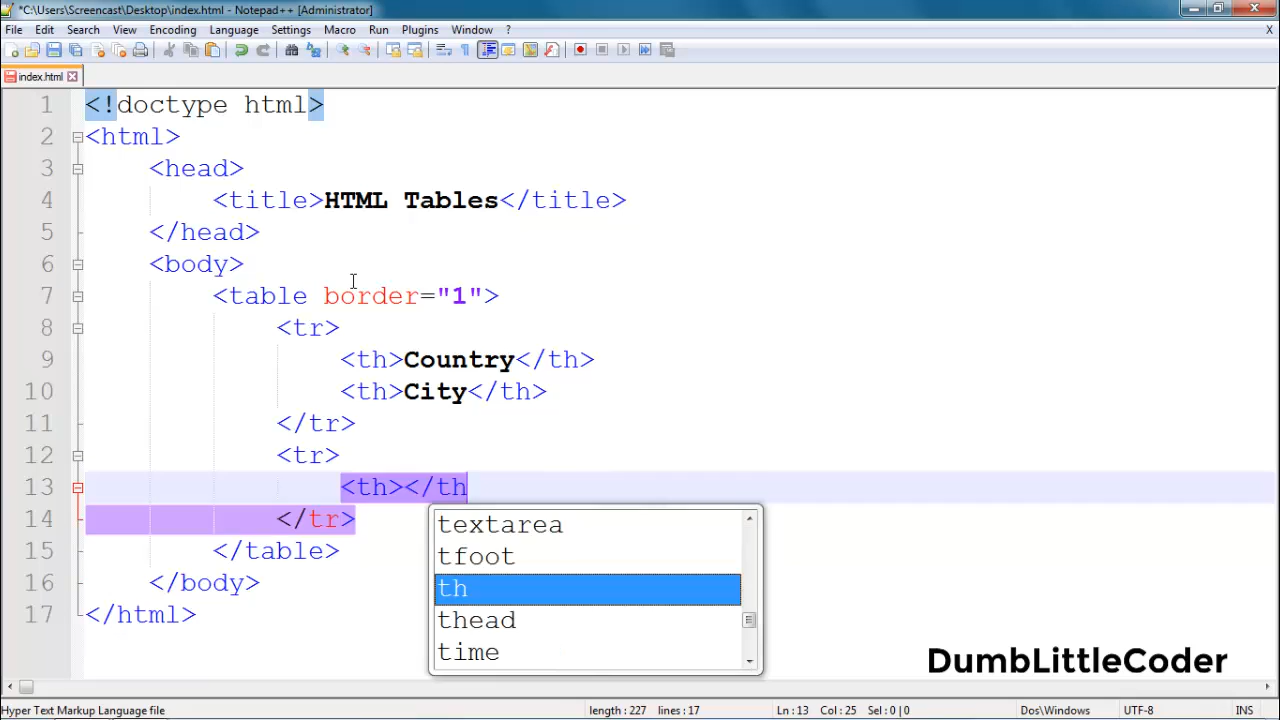 *C:\Users\Screencast\Desktop\index.html - Notepad++ [Administrator]
File Edit Search View Encoding Language Settings Macro Run Plugins Window ? X
index.html
1 <!doctype html>
2 <html>
3 <head>
4 <title>HTML Tables</title>
5 </head>
6 <body>
7 <table border="1">
8 <tr>
9 <th>Country</th>
10 <th>City</th>
11 </tr>
12 <tr>
13 <th></th
14 </tr>
15 </table>
16 </body>
17 </html>
textarea
tfoot
th
thead
time
DumbLittleCoder
Hyper Text Markup Language file length : 227 lines : 17 Ln : 13 Col : 25 Sel : 0 | 0 Dos\Windows UTF-8 INS